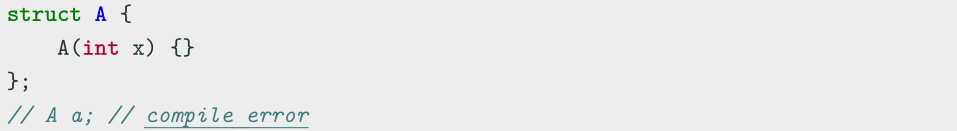 struct A {
    A(int x) {}
};
// A a; // compile error